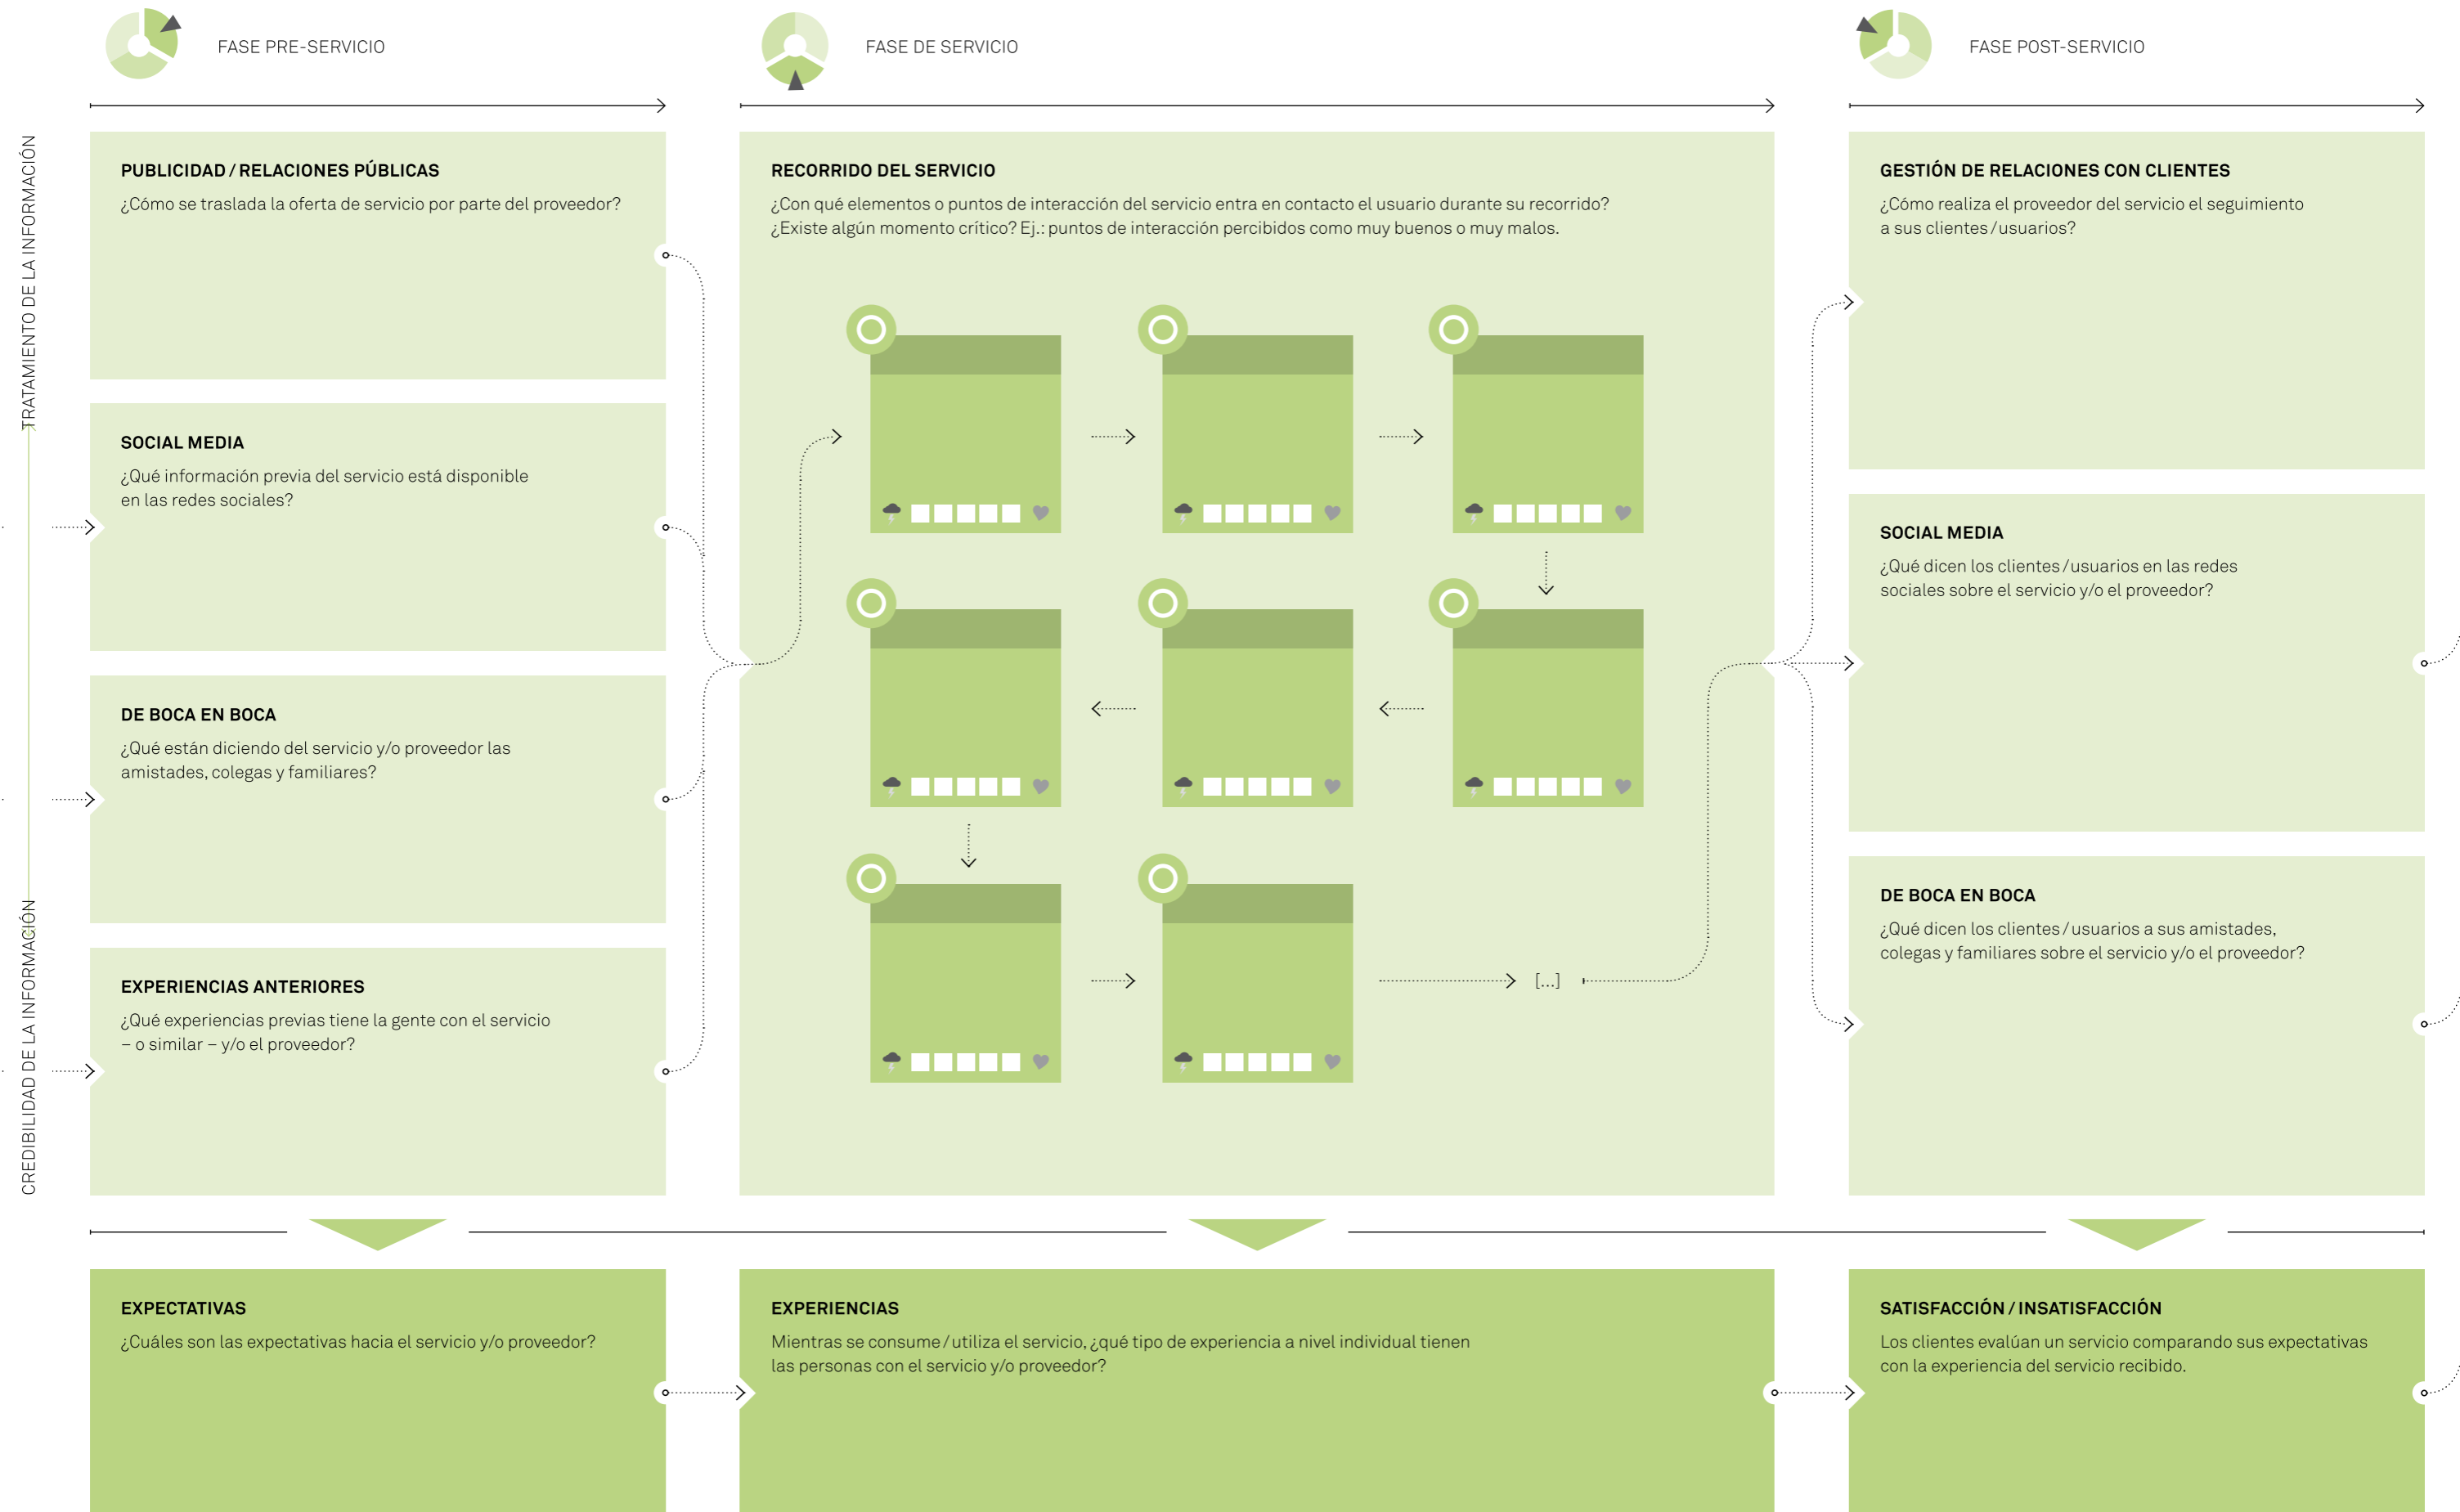 FASE PRE-SERVICIO
FASE DE SERVICIO
FASE POST-SERVICIO
TRATAMIENTO DE LA INFORMACIÓN
CREDIBILIDAD DE LA INFORMACIÓN
PUBLICIDAD / RELACIONES PÚBLICAS
¿Cómo se traslada la oferta de servicio por parte del proveedor?
SOCIAL MEDIA
¿Qué información previa del servicio está disponible
en las redes sociales?
DE BOCA EN BOCA
¿Qué están diciendo del servicio y/o proveedor las
amistades, colegas y familiares?
EXPERIENCIAS ANTERIORES
¿Qué experiencias previas tiene la gente con el servicio
– o similar – y/o el proveedor?
RECORRIDO DEL SERVICIO
¿Con qué elementos o puntos de interacción del servicio entra en contacto el usuario durante su recorrido?
¿Existe algún momento crítico? Ej.: puntos de interacción percibidos como muy buenos o muy malos.
[...]
GESTIÓN DE RELACIONES CON CLIENTES
¿Cómo realiza el proveedor del servicio el seguimiento
a sus clientes / usuarios?
SOCIAL MEDIA
¿Qué dicen los clientes / usuarios en las redes
sociales sobre el servicio y/o el proveedor?
DE BOCA EN BOCA
¿Qué dicen los clientes / usuarios a sus amistades,
colegas y familiares sobre el servicio y/o el proveedor?
EXPECTATIVAS
¿Cuáles son las expectativas hacia el servicio y/o proveedor?
EXPERIENCIAS
Mientras se consume / utiliza el servicio, ¿qué tipo de experiencia a nivel individual tienen
las personas con el servicio y/o proveedor?
SATISFACCIÓN / INSATISFACCIÓN
Los clientes evalúan un servicio comparando sus expectativas
con la experiencia del servicio recibido.